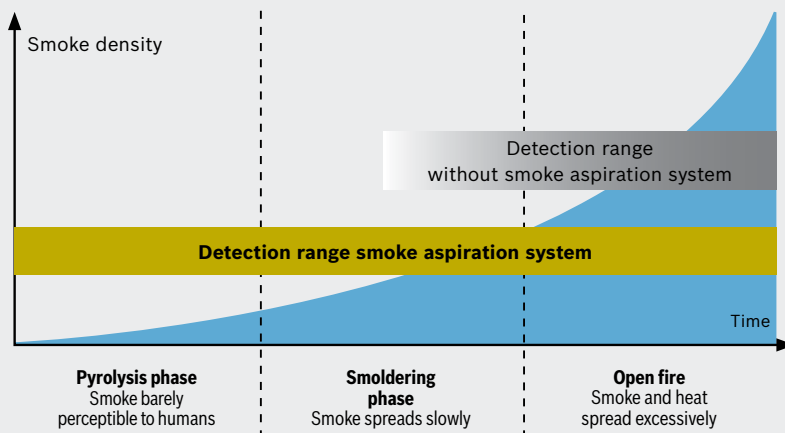 Smoke density
Detection range
without smoke aspiration system
Detection range smoke aspiration system
Time
Pyrolysis phase
Smoke barely
perceptible to humans
Smoldering
phase
Smoke spreads slowly
Open fire
Smoke and heat
spread excessively